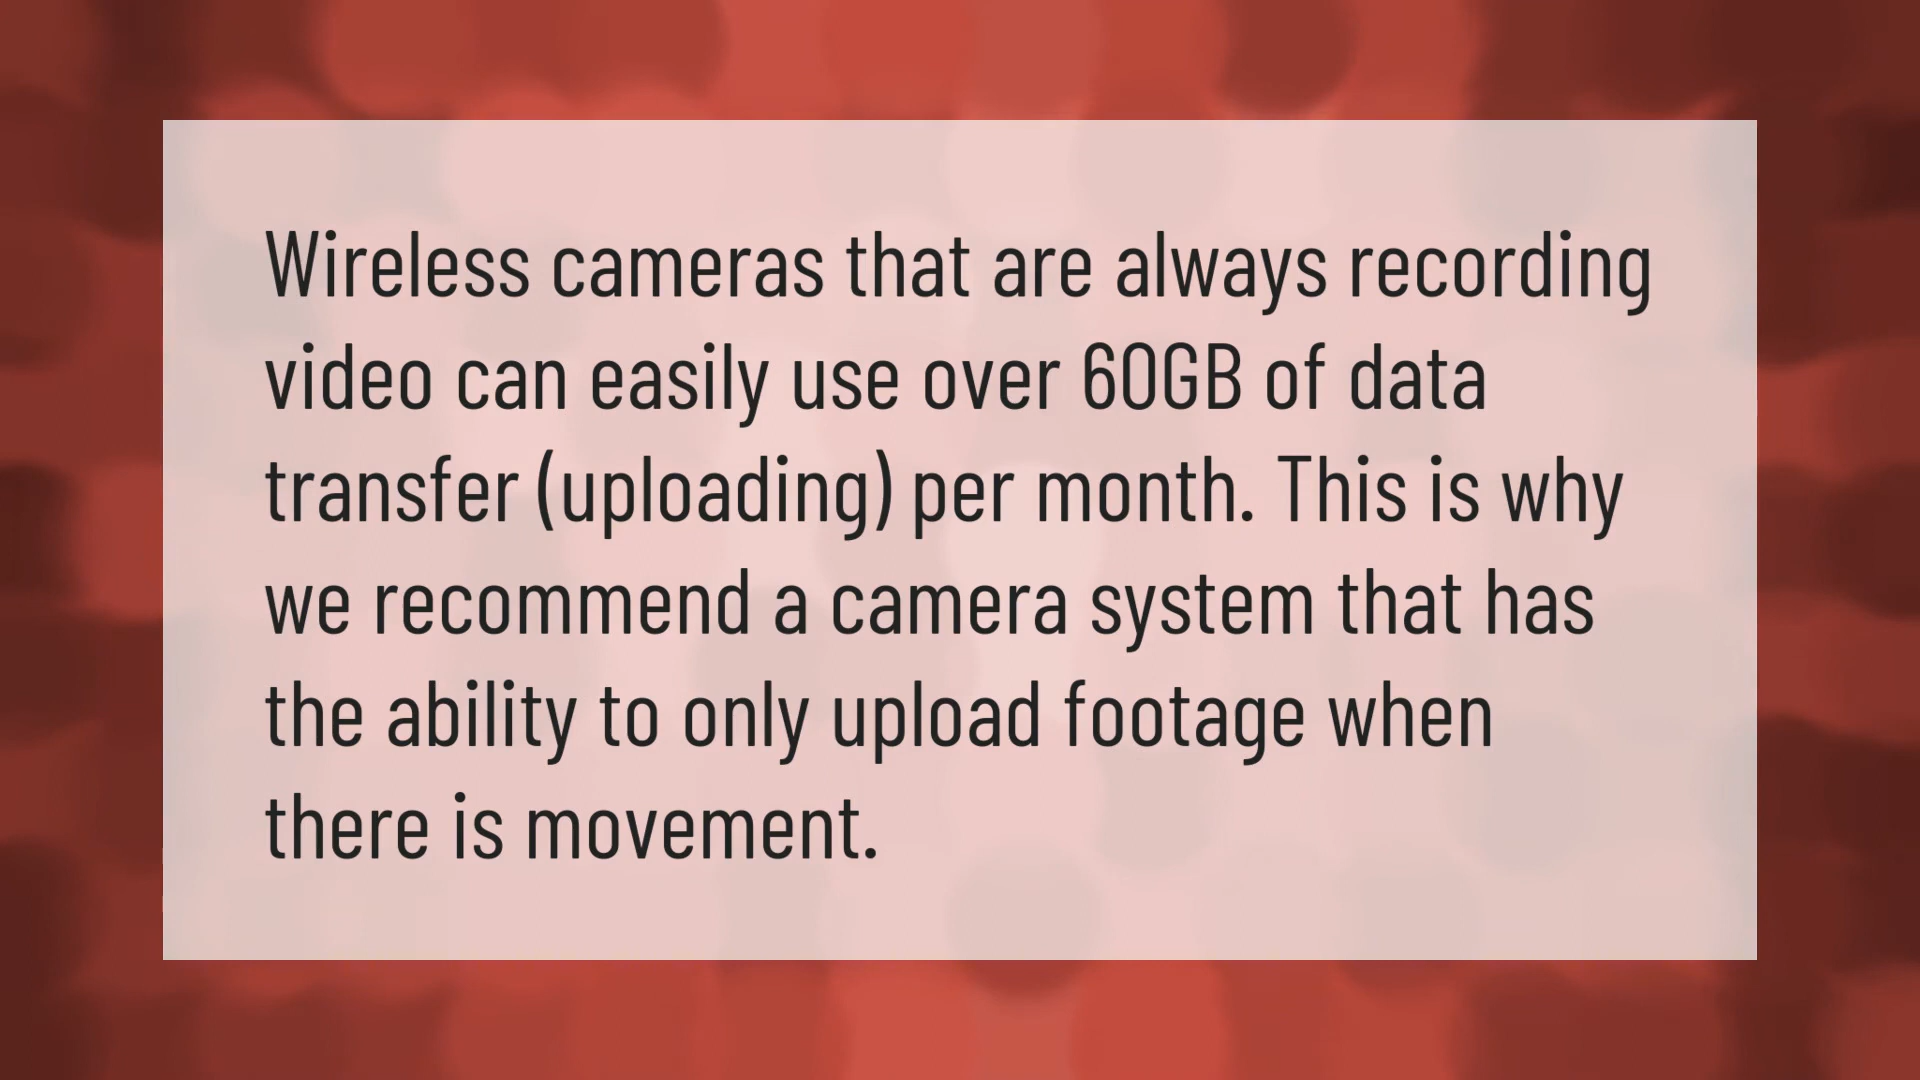 Wireless cameras that are always recording
video can easily use over 60GB of data
transfer (uploading) per month. This is why
we recommend a camera system that has
the ability to only upload footage when
there is movement.